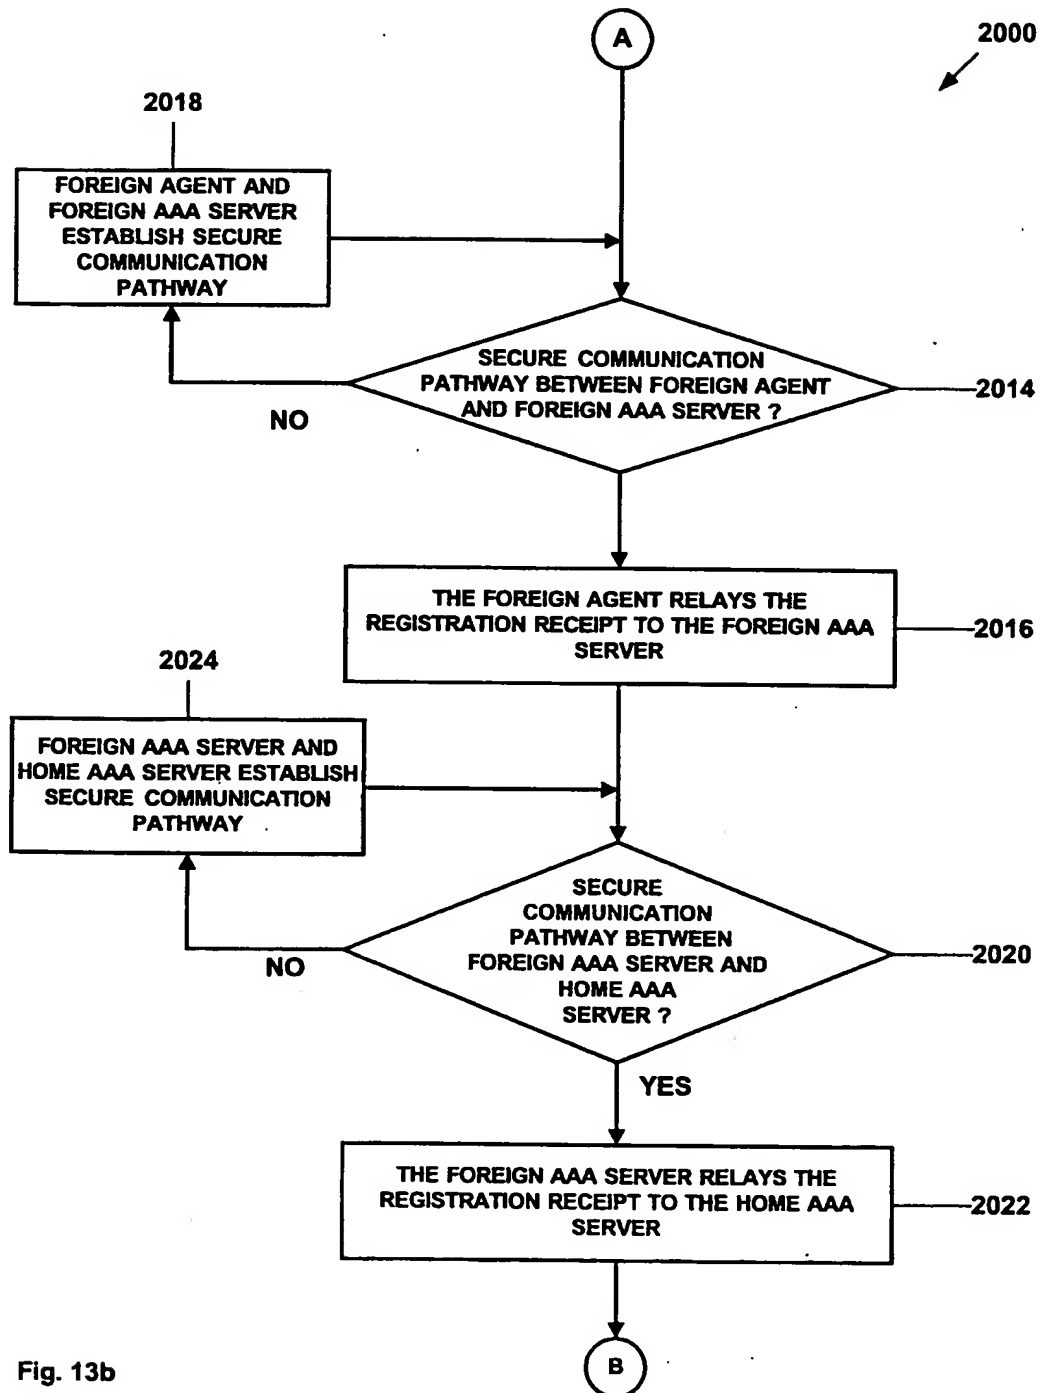 A
2000
2018
FOREIGN AGENT AND
FOREIGN AAA SERVER
ESTABLISH SECURE
COMMUNICATION
PATHWAY
SECURE COMMUNICATION
PATHWAY BETWEEN FOREIGN AGENT
AND FOREIGN AAA SERVER ?
2014
NO
THE FOREIGN AGENT RELAYS THE
REGISTRATION RECEIPT TO THE FOREIGN AAA
SERVER
2016
2024
FOREIGN AAA SERVER AND
HOME AAA SERVER ESTABLISH
SECURE COMMUNICATION
PATHWAY
SECURE
COMMUNICATION
PATHWAY BETWEEN
FOREIGN AAA SERVER AND
HOME AAA
SERVER ?
2020
NO
YES
THE FOREIGN AAA SERVER RELAYS THE
REGISTRATION RECEIPT TO THE HOME AAA
SERVER
2022
B
Fig. 13b